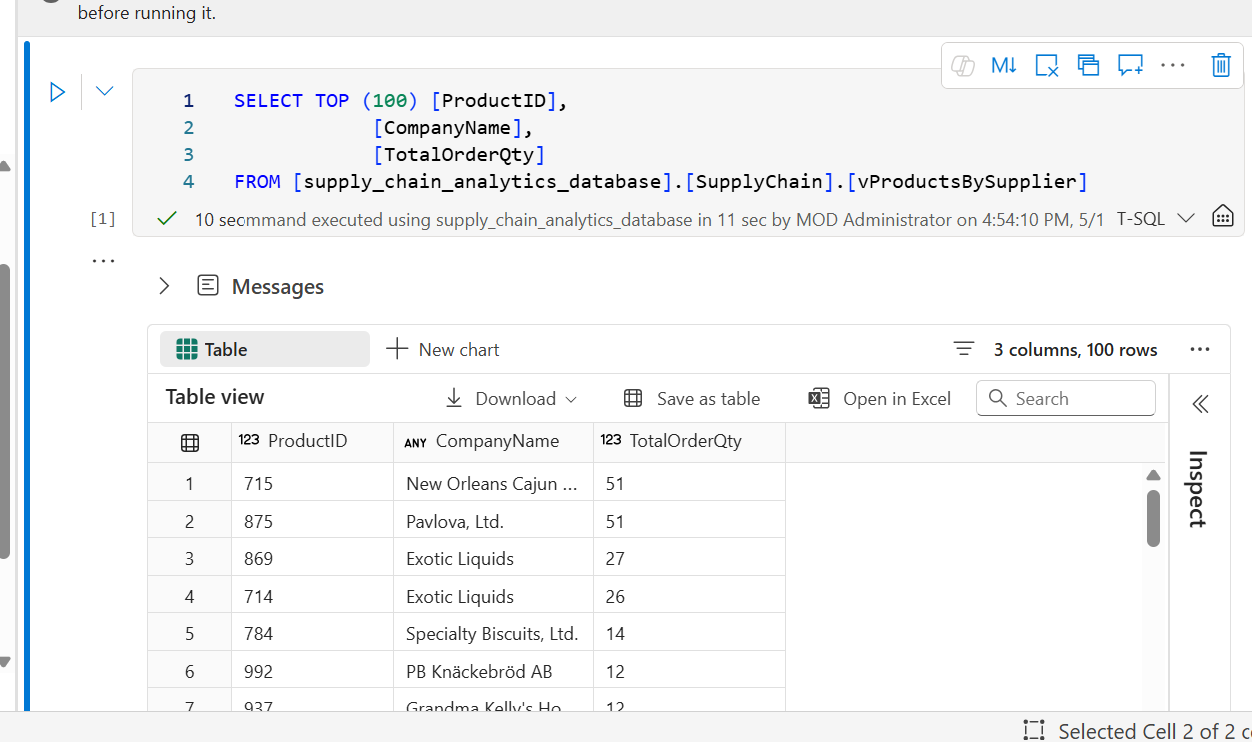 before running it.
1 SELECT TOP (100) [ProductID],
2 [CompanyName],
3 [TotalOrderQty]
4 FROM [supply_chain_analytics_database].[SupplyChain].[vProductsBySupplier]
[1] 10 sec mmand executed using supply_chain_analytics_database in 11 sec by MOD Administrator on 4:54:10 PM, 5/1 T-SQL
Messages
Table New chart 3 columns, 100 rows
Table view Download Save as table Open in Excel Search
123 ProductID ANY CompanyName 123 TotalOrderQty
1 715 New Orleans Cajun ... 51
2 875 Pavlova, Ltd. 51
3 869 Exotic Liquids 27
4 714 Exotic Liquids 26
5 784 Specialty Biscuits, Ltd. 14
6 992 PB Knäckebröd AB 12
7 937 Grandma Kelly's Ho 12
Inspect
Selected Cell 2 of 2 c